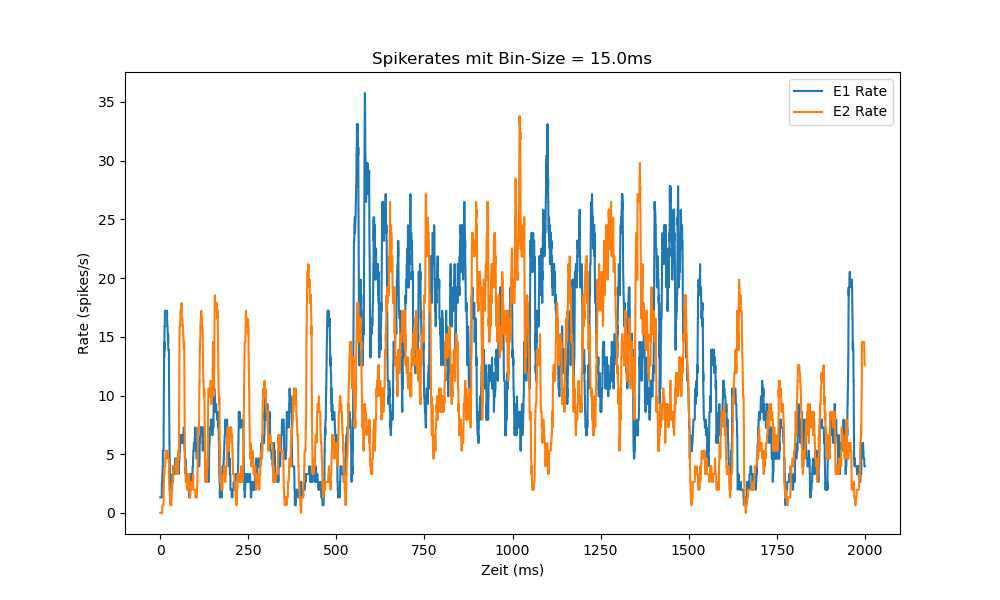 Spikerates mit Bin-Size = 15.0ms
E1 Rate
E2 Rate
35
30
25
20
15
10
5
0
Rate (spikes/s)
0 250 500 750 1000 1250 1500 1750 2000
Zeit (ms)